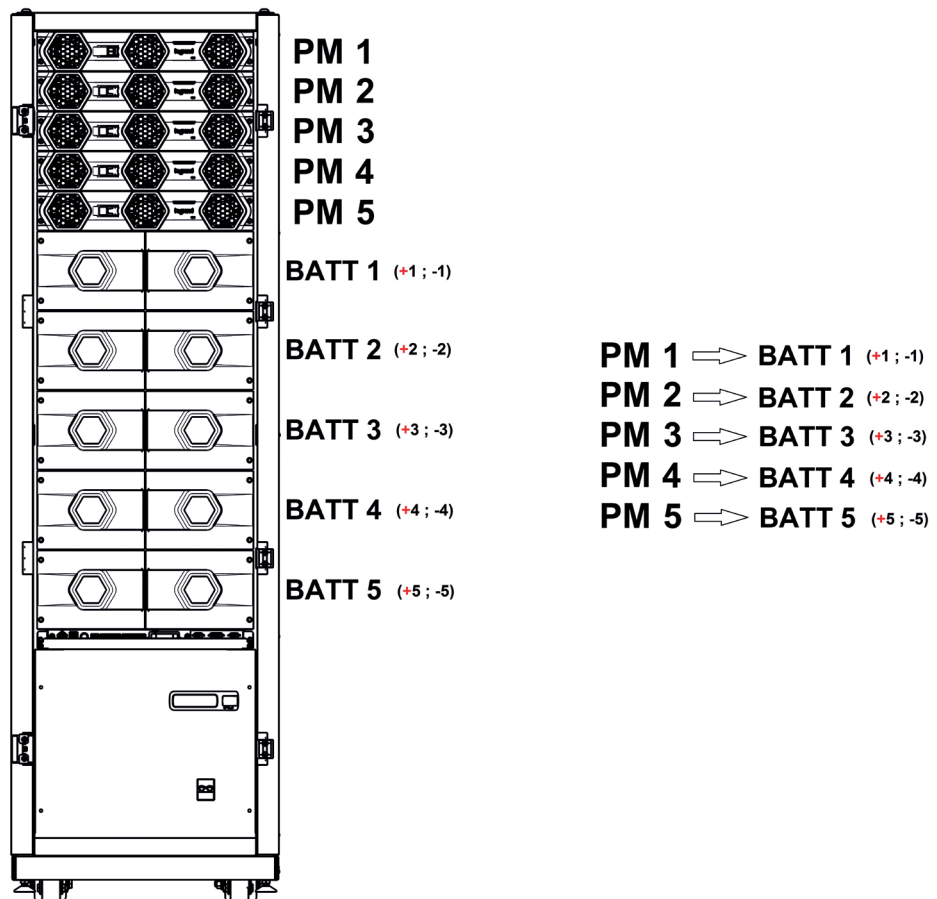 PM 1
PM 2
PM 3
PM 4
PM 5
BATT 1 (+1 ; -1)
BATT 2 (+2 ; -2)
BATT 3 (+3 ; -3)
BATT 4 (+4 ; -4)
BATT 5 (+5 ; -5)
PM 1 ⇨ BATT 1 (+1 ; -1)
PM 2 ⇨ BATT 2 (+2 ; -2)
PM 3 ⇨ BATT 3 (+3 ; -3)
PM 4 ⇨ BATT 4 (+4 ; -4)
PM 5 ⇨ BATT 5 (+5 ; -5)